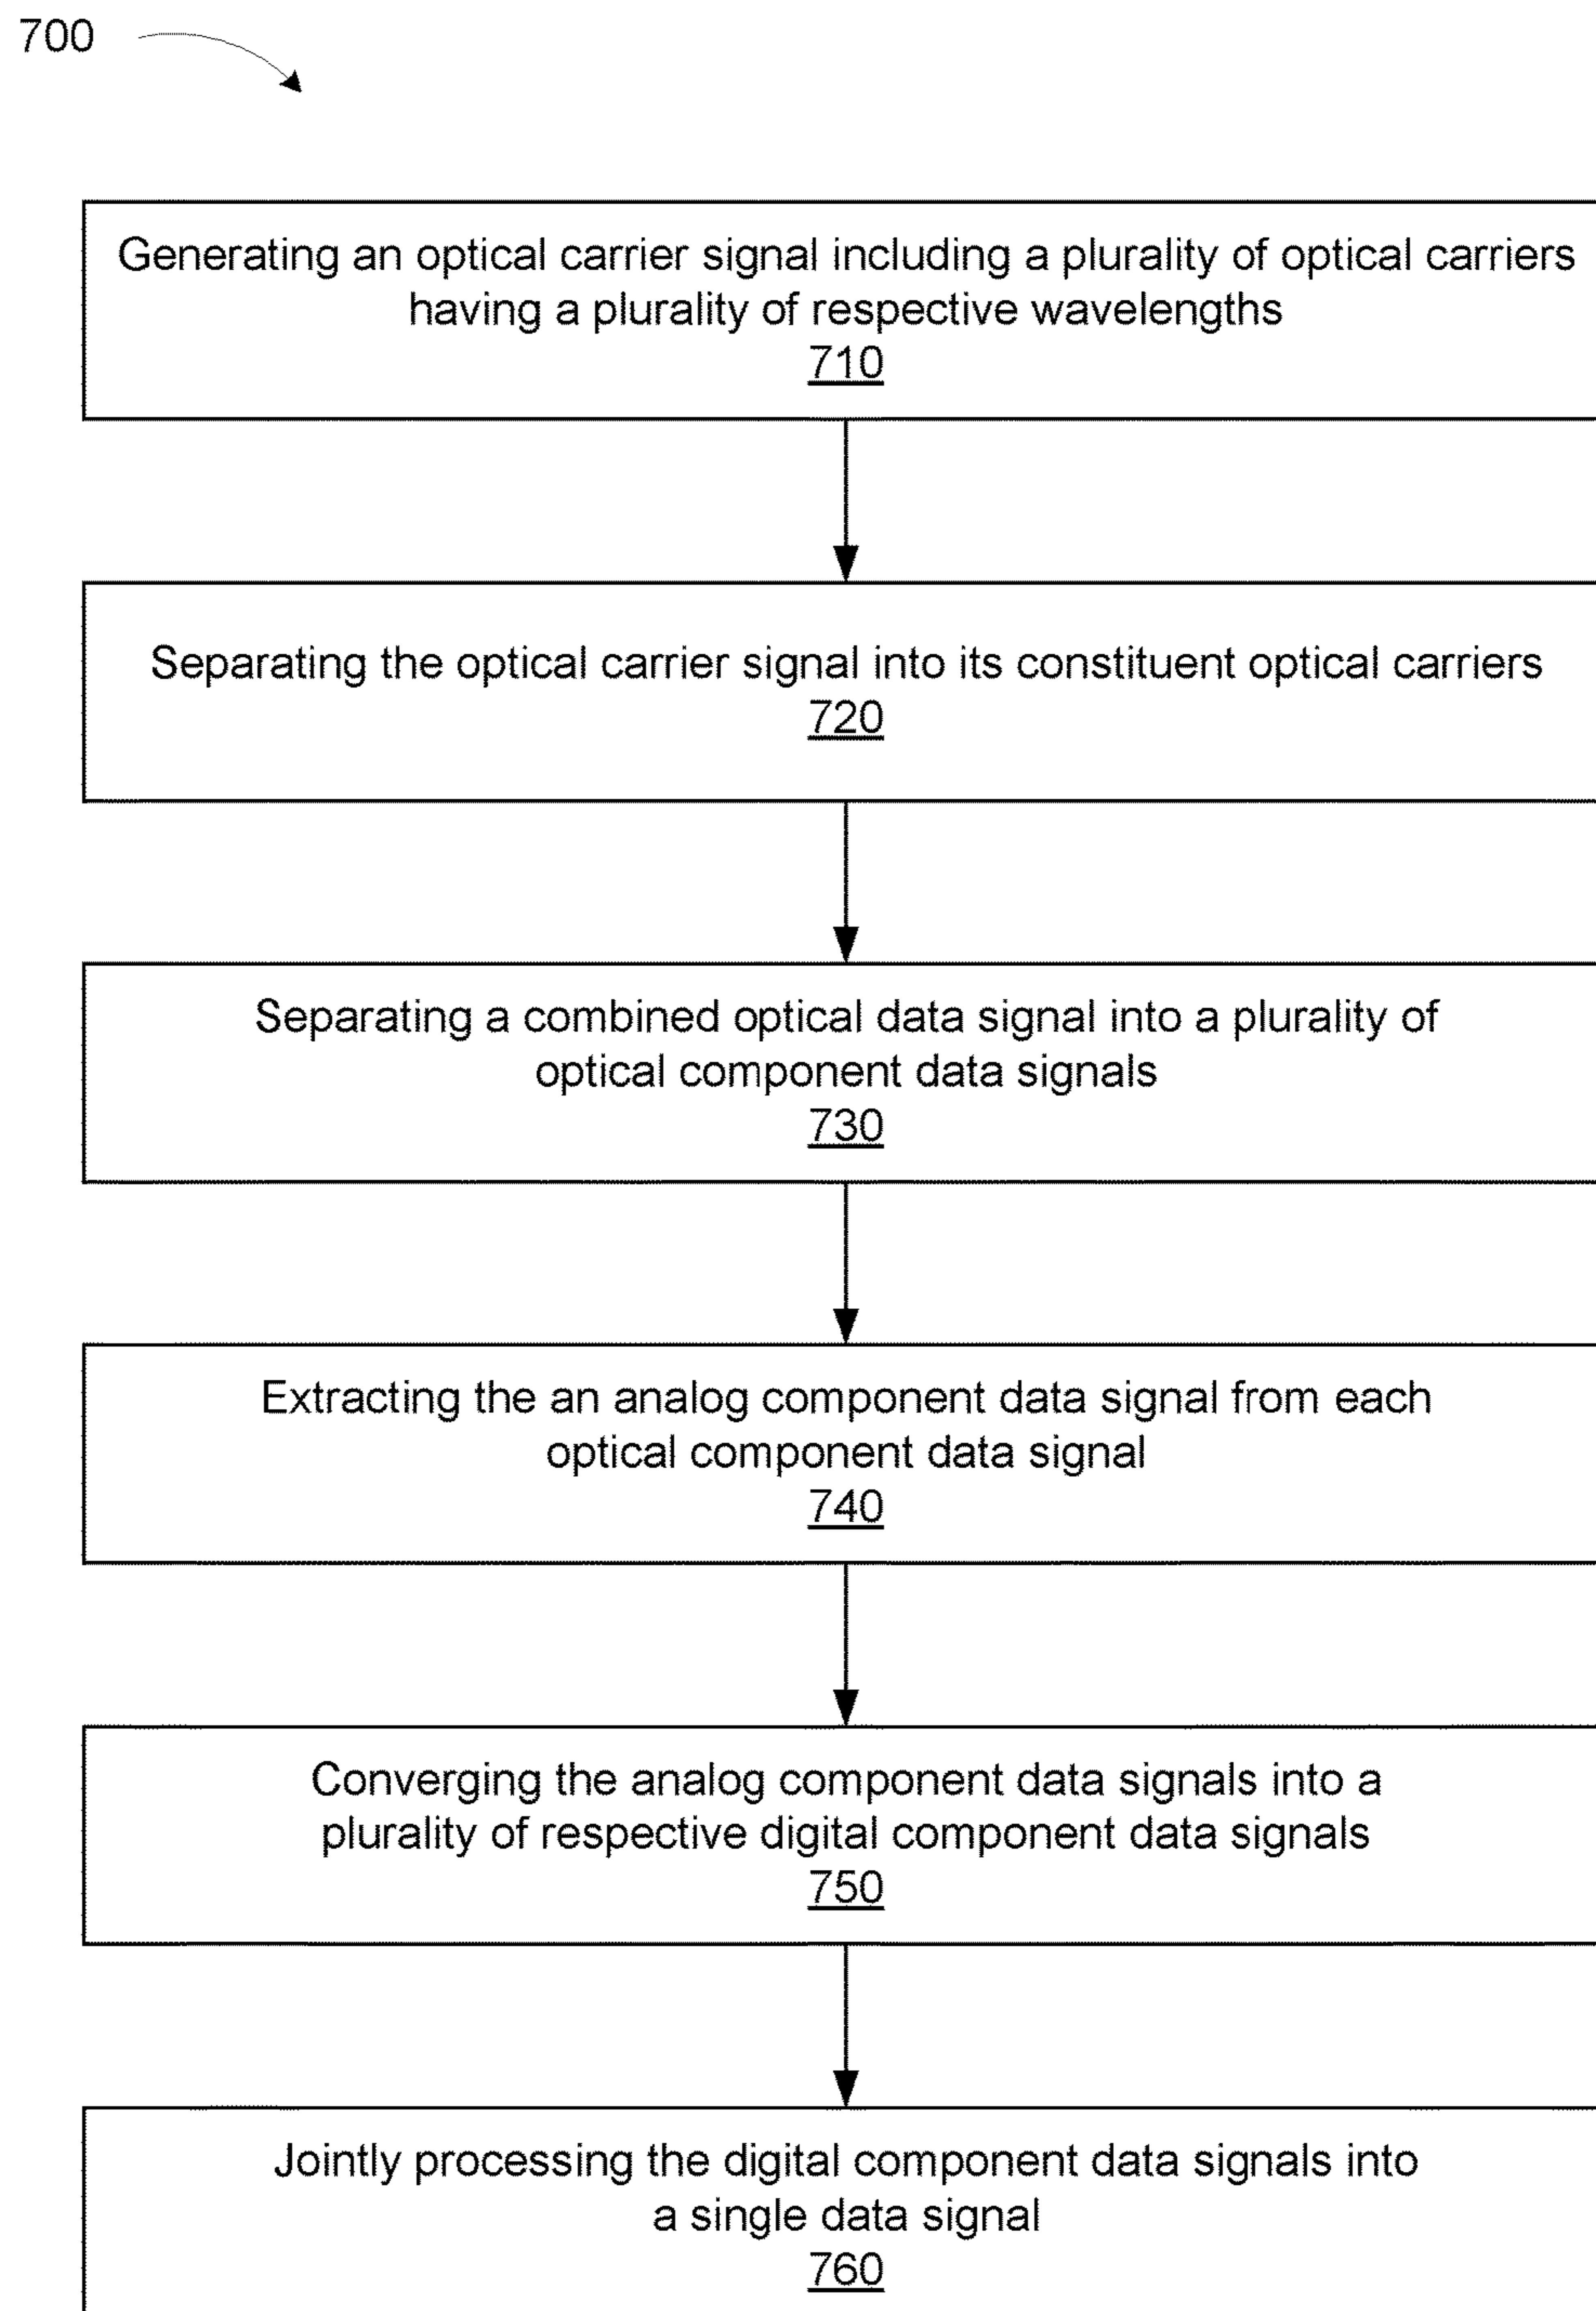 700
Generating an optical carrier signal including a plurality of optical carriers
having a plurality of respective wavelengths
710
Separating the optical carrier signal into its constituent optical carriers
720
Separating a combined optical data signal into a plurality of
optical component data signals
730
Extracting the an analog component data signal from each
optical component data signal
740
Converging the analog component data signals into a
plurality of respective digital component data signals
750
Jointly processing the digital component data signals into
a single data signal
760